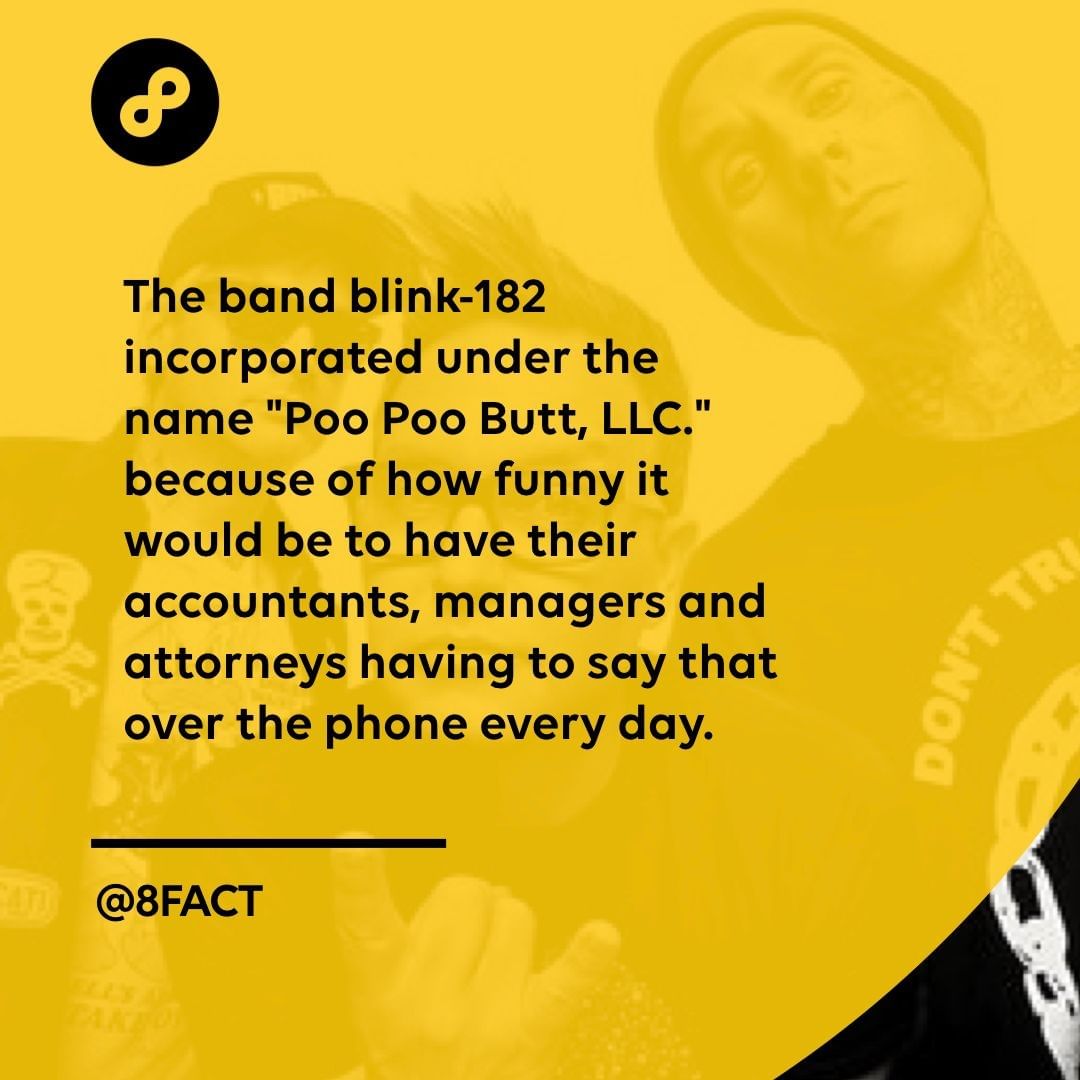 The band blink-182
incorporated under the
name "Poo Poo Butt, LLC."
because of how funny it
would be to have their
accountants, managers and
attorneys having to say that
over the phone every day.
@8FACT
DON'T TRU